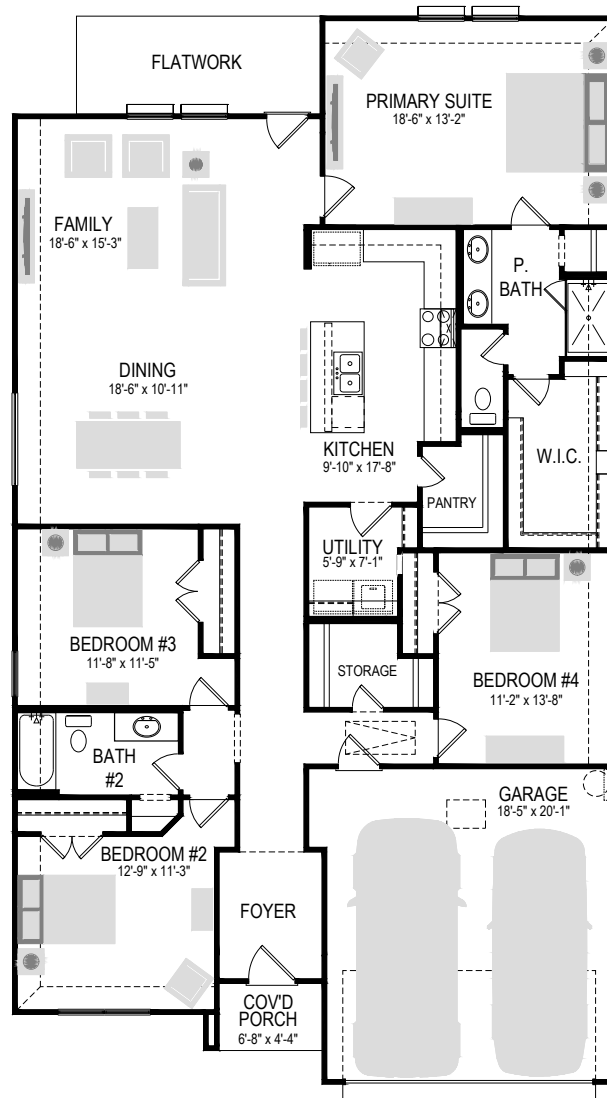 FLATWORK
PRIMARY SUITE
18'-6" x 13'-2"
FAMILY
18'-6" x 15'-3"
P.
BATH
DINING
18'-6" x 10'-11"
KITCHEN
9'-10" x 17'-8"
W.I.C.
PANTRY
UTILITY
5'-9" x 7'-1"
BEDROOM #3
11'-8" x 11'-5"
STORAGE
BEDROOM #4
11'-2" x 13'-8"
BATH
#2
GARAGE
18'-5" x 20'-1"
BEDROOM #2
12'-9" x 11'-3"
FOYER
COV'D
PORCH
6'-8" x 4'-4"